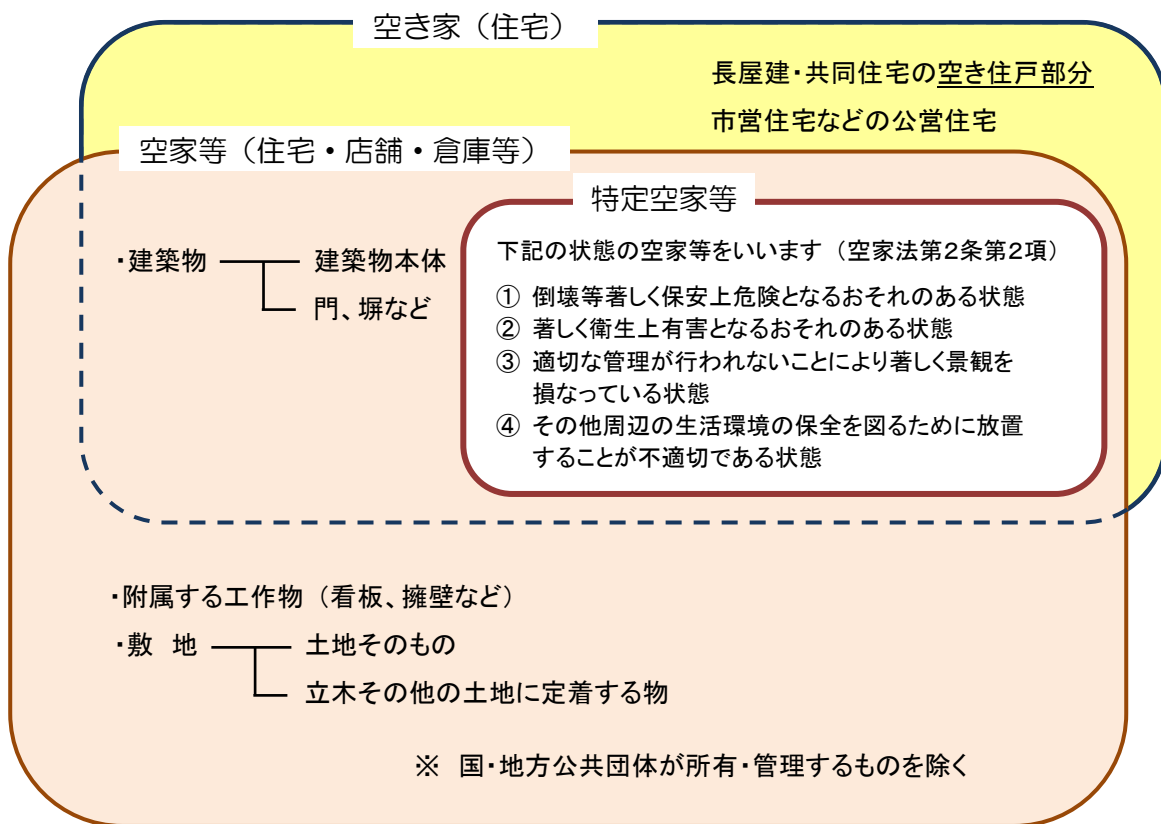 空き家（住宅）
長屋建・共同住宅の空き住戸部分
市営住宅などの公営住宅
空家等（住宅・店舗・倉庫等）
特定空家等
下記の状態の空家等をいいます（空家法第２条第２項）
① 倒壊等著しく保安上危険となるおそれのある状態
② 著しく衛生上有害となるおそれのある状態
③ 適切な管理が行われないことにより著しく景観を
損なっている状態
④ その他周辺の生活環境の保全を図るために放置
することが不適切である状態
・建築物 建築物本体
門、塀など
・附属する工作物（看板、擁壁など）
・敷　地 土地そのもの
立木その他の土地に定着する物
※　国・地方公共団体が所有・管理するものを除く